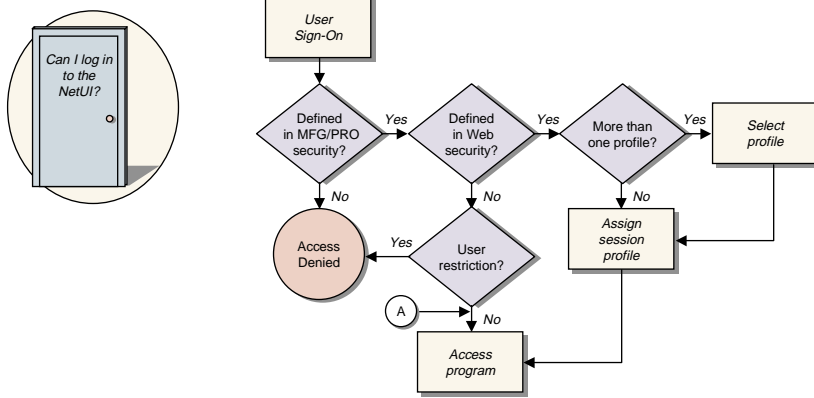 Can I log in
to the
NetUI?
User
Sign-On
Defined
in MFG/PRO
security?
Yes
Defined
in Web
security?
Yes
More than
one profile?
Yes
Select
profile
No
No
No
Access
Denied
Yes
User
restriction?
Assign
session
profile
A
No
Access
program